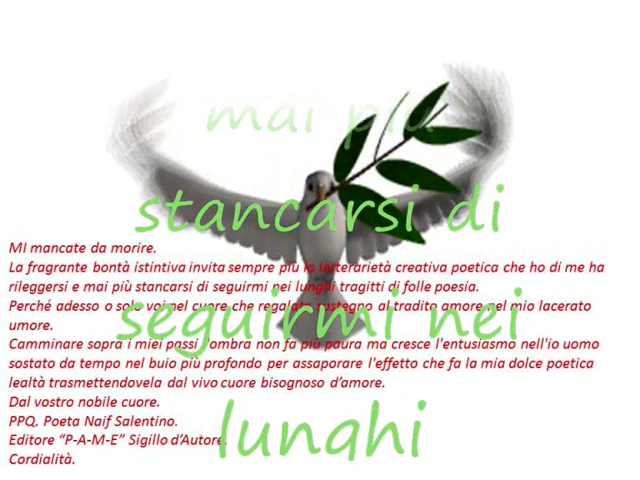 mai più
stancarsi di
seguirmi nei
lunghi
MI mancate da morire.
La fragrante bontà istintiva invita sempre più la letterarietà creativa poetica che ho di me ha
rileggersi e mai più stancarsi di seguirmi nei lunghi tragitti di folle poesia.
Perché adesso o solo voi nel cuore che regalate sostegno al tradito amore nel mio lacerato
umore.
Camminare sopra i miei passi l'ombra non fa più paura ma cresce l'entusiasmo nell'io uomo
sostato da tempo nel buio più profondo per assaporare l'effetto che fa la mia dolce poetica
lealtà trasmettendovela dal vivo cuore bisognoso d’amore.
Dal vostro nobile cuore.
PPQ. Poeta Naif Salentino.
Editore “P-A-M-E” Sigillo d’Autore.
Cordialità.